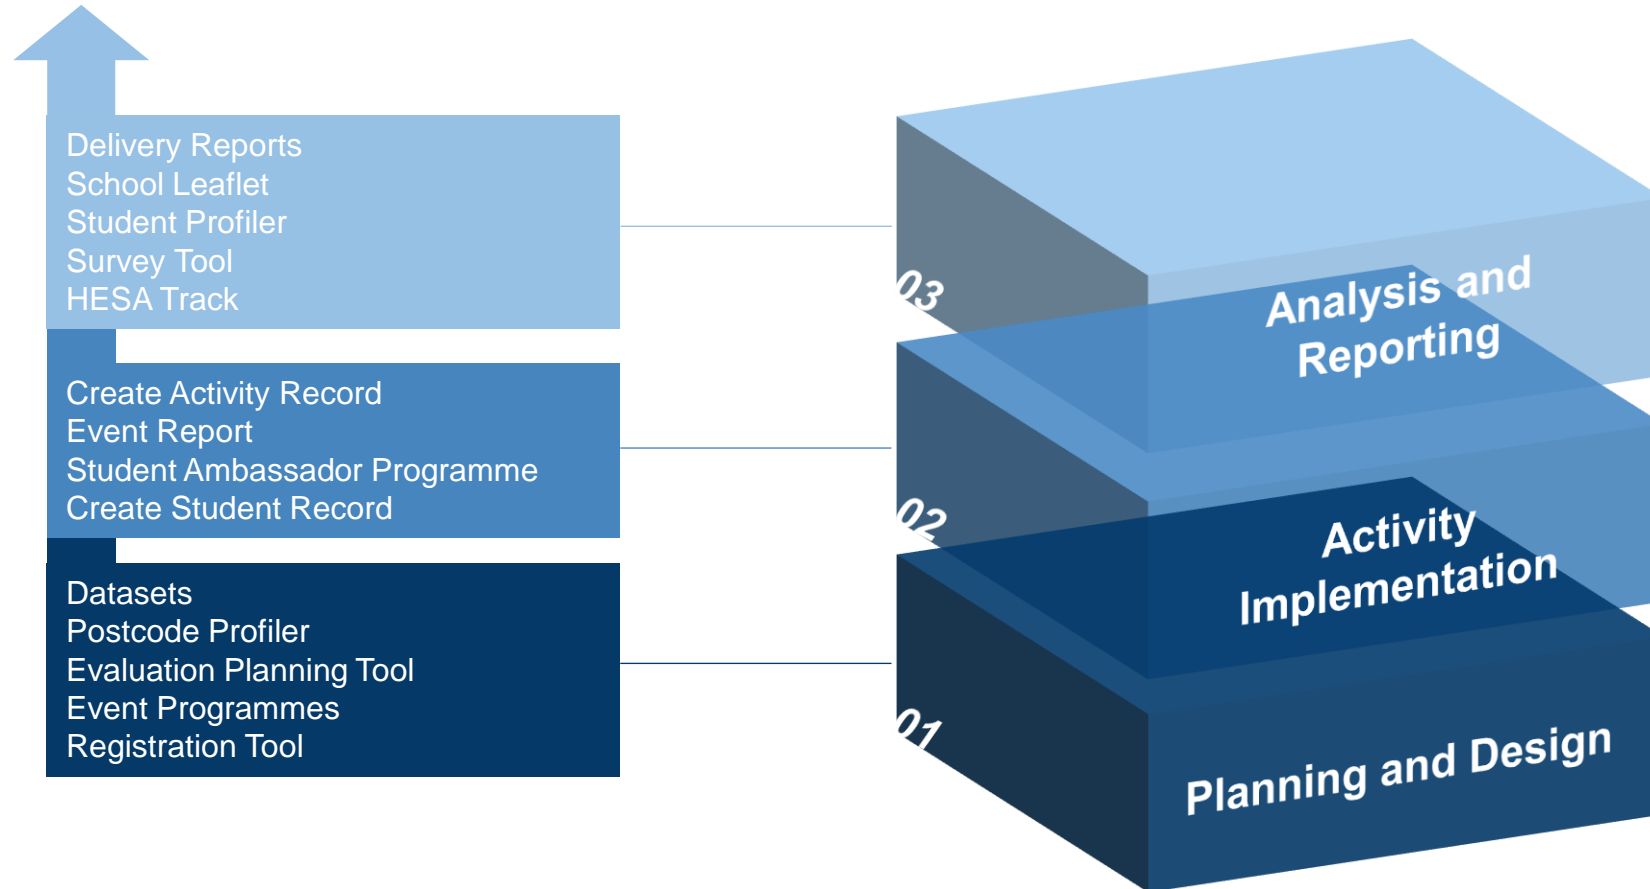 Delivery Reports
School Leaflet
Student Profiler
Survey Tool
HESA Track
Create Activity Record
Event Report
Student Ambassador Programme
Create Student Record
Datasets
Postcode Profiler
Evaluation Planning Tool
Event Programmes
Registration Tool
03
Analysis and
Reporting
02
Activity
Implementation
01
Planning and Design